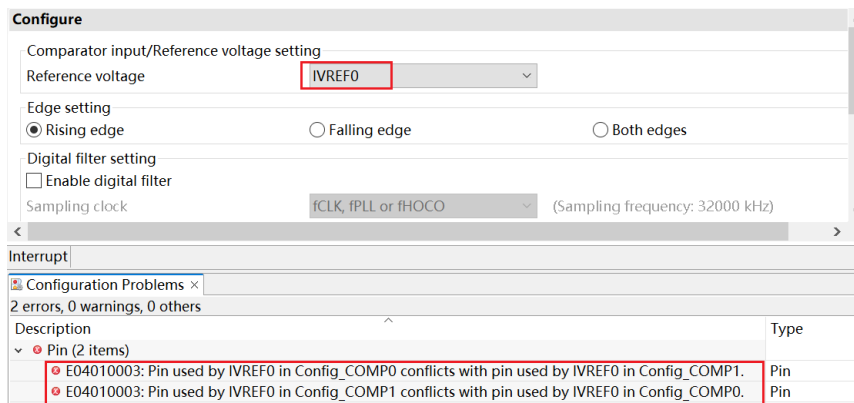 Configure
Comparator input/Reference voltage setting
Reference voltage IVREF0
Edge setting
Rising edge Falling edge Both edges
Digital filter setting
Enable digital filter
Sampling clock fCLK, fPLL or fHOCO (Sampling frequency: 32000 kHz)
Interrupt
Configuration Problems ×
2 errors, 0 warnings, 0 others
Description Type
Pin (2 items)
E04010003: Pin used by IVREF0 in Config_COMP0 conflicts with pin used by IVREF0 in Config_COMP1. Pin
E04010003: Pin used by IVREF0 in Config_COMP1 conflicts with pin used by IVREF0 in Config_COMP0. Pin